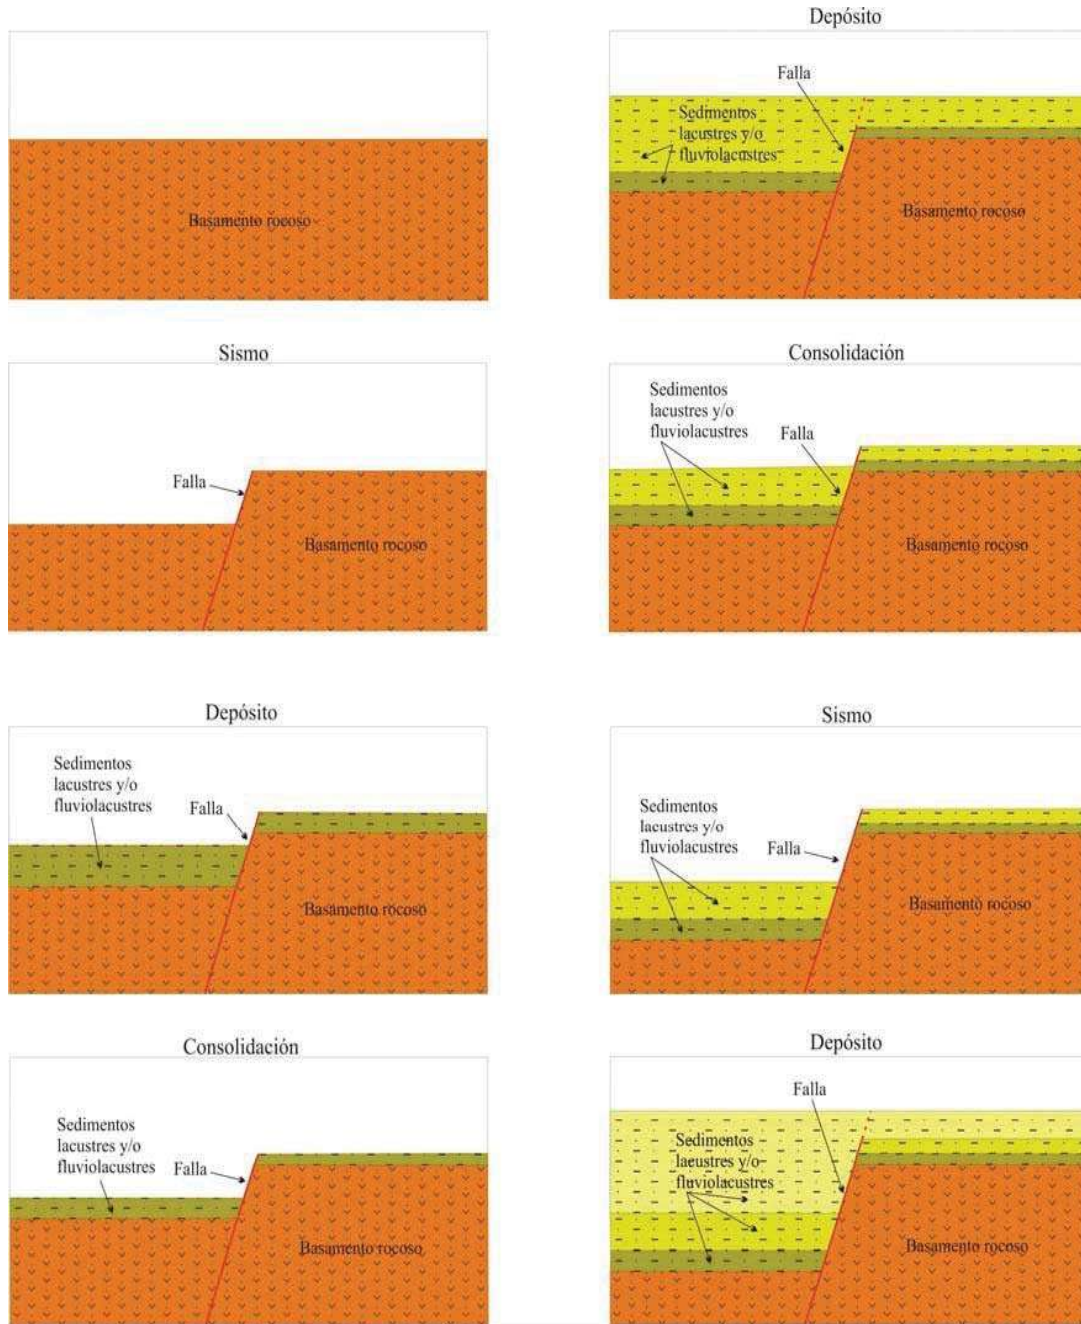 Basamento rocoso
Sismo
Falla
Basamento rocoso
Depósito
Sedimentos
lacustres y/o
fluviolacustres
Falla
Basamento rocoso
Consolidación
Sedimentos
lacustres y/o
fluviolacustres
Falla
Basamento rocoso
Depósito
Falla
Sedimentos
lacustres y/o
fluviolacustres
Basamento rocoso
Consolidación
Sedimentos
lacustres y/o
fluviolacustres
Falla
Basamento rocoso
Sismo
Sedimentos
lacustres y/o
fluviolacustres
Falla
Basamento rocoso
Depósito
Falla
Sedimentos
lacustres y/o
fluviolacustres
Basamento rocoso